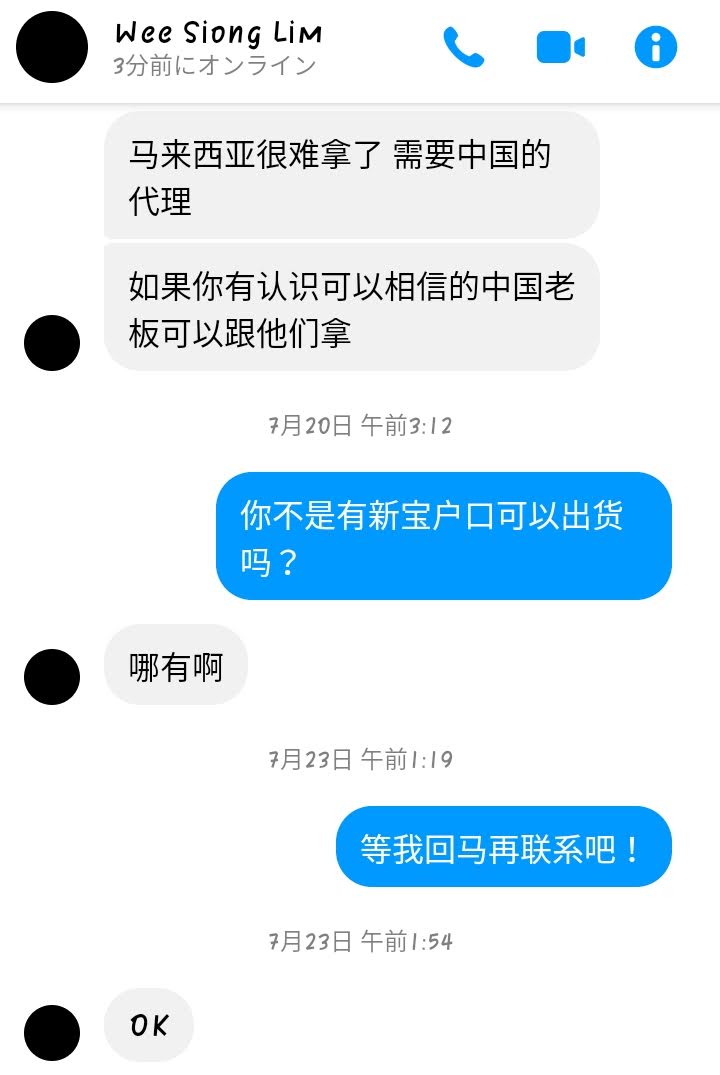 Wee Siong Lim
3分前にオンライン
马来西亚很难拿了 需要中国的
代理
如果你有认识可以相信的中国老
板可以跟他们拿
7月20日 午前3:12
你不是有新宝户口可以出货
吗？
哪有啊
7月23日 午前1:19
等我回马再联系吧！
7月23日 午前1:54
OK